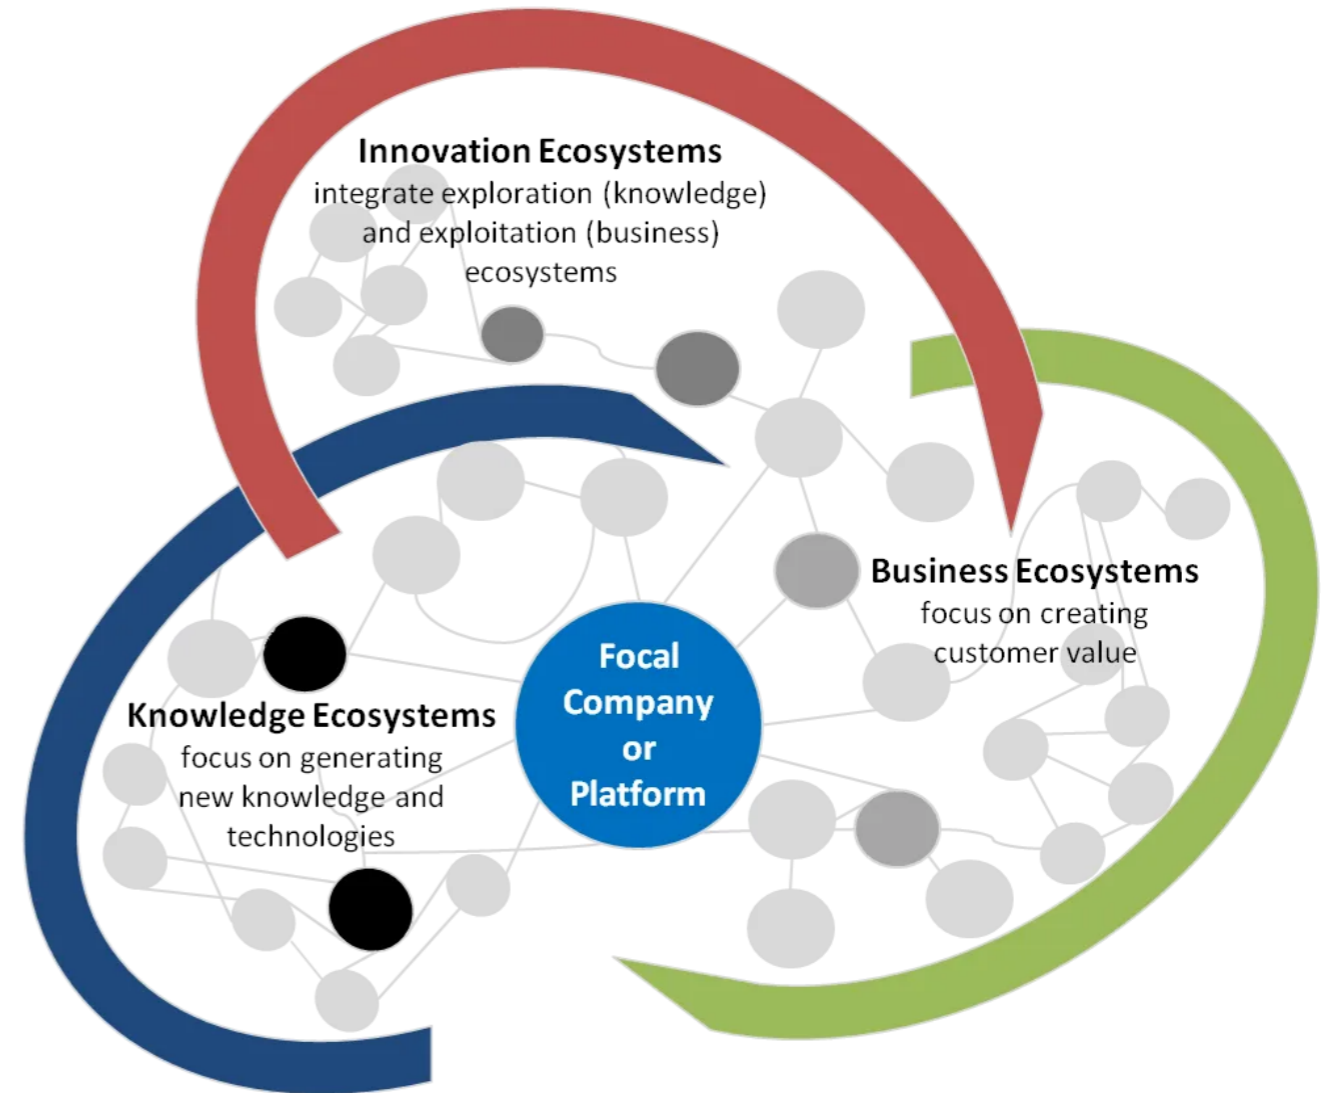 Innovation Ecosystems
integrate exploration (knowledge)
and exploitation (business)
ecosystems
Business Ecosystems
focus on creating
customer value
Focal
Company
or
Platform
Knowledge Ecosystems
focus on generating
new knowledge and
technologies